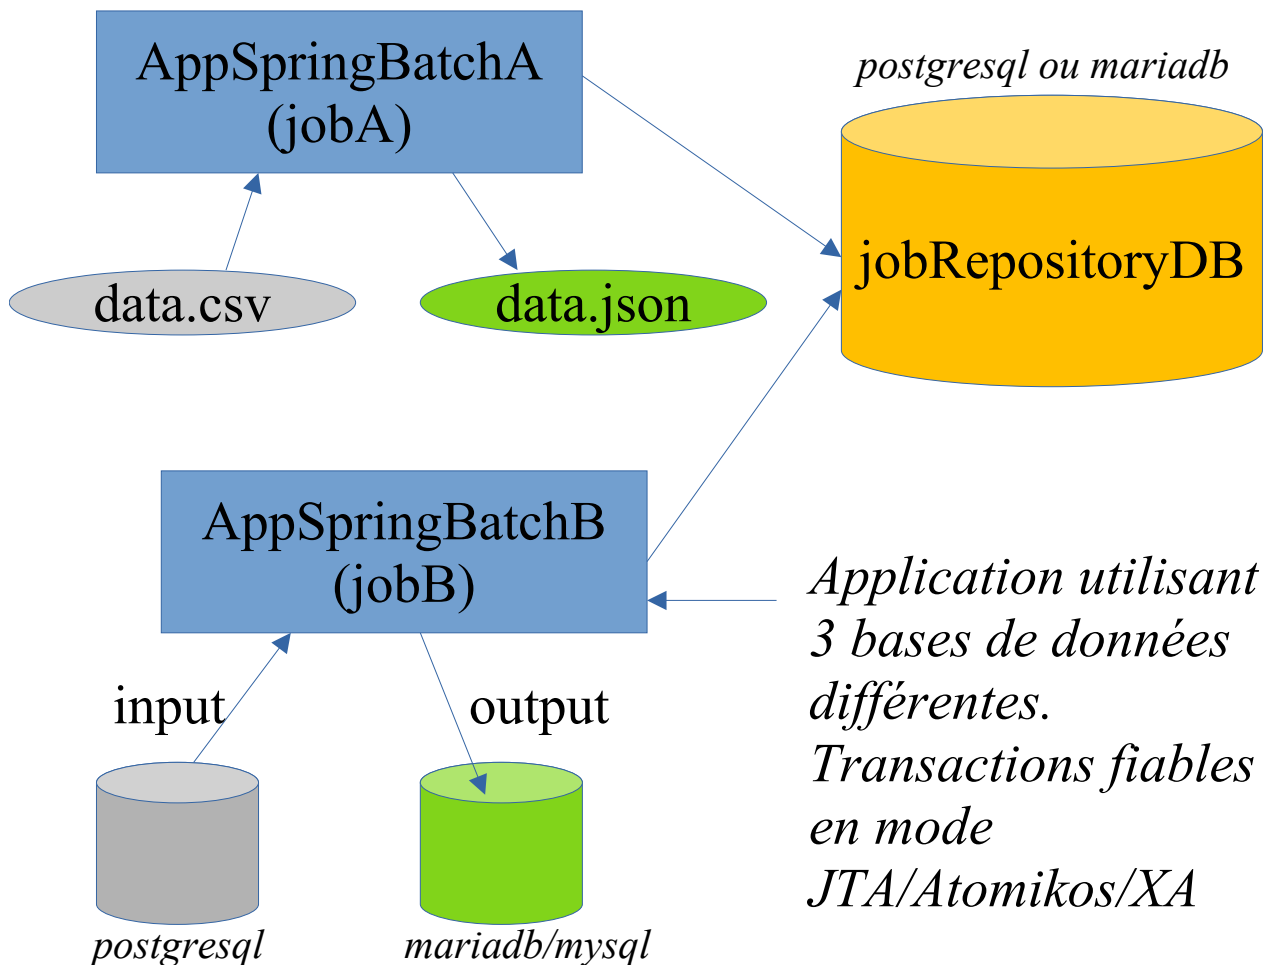 AppSpringBatchA
(jobA)
postgresql ou mariadb
jobRepositoryDB
data.csv
data.json
AppSpringBatchB
(jobB)
Application utilisant
3 bases de données
différentes.
Transactions fiables
en mode
JTA/Atomikos/XA
input
output
postgresql
mariadb/mysql